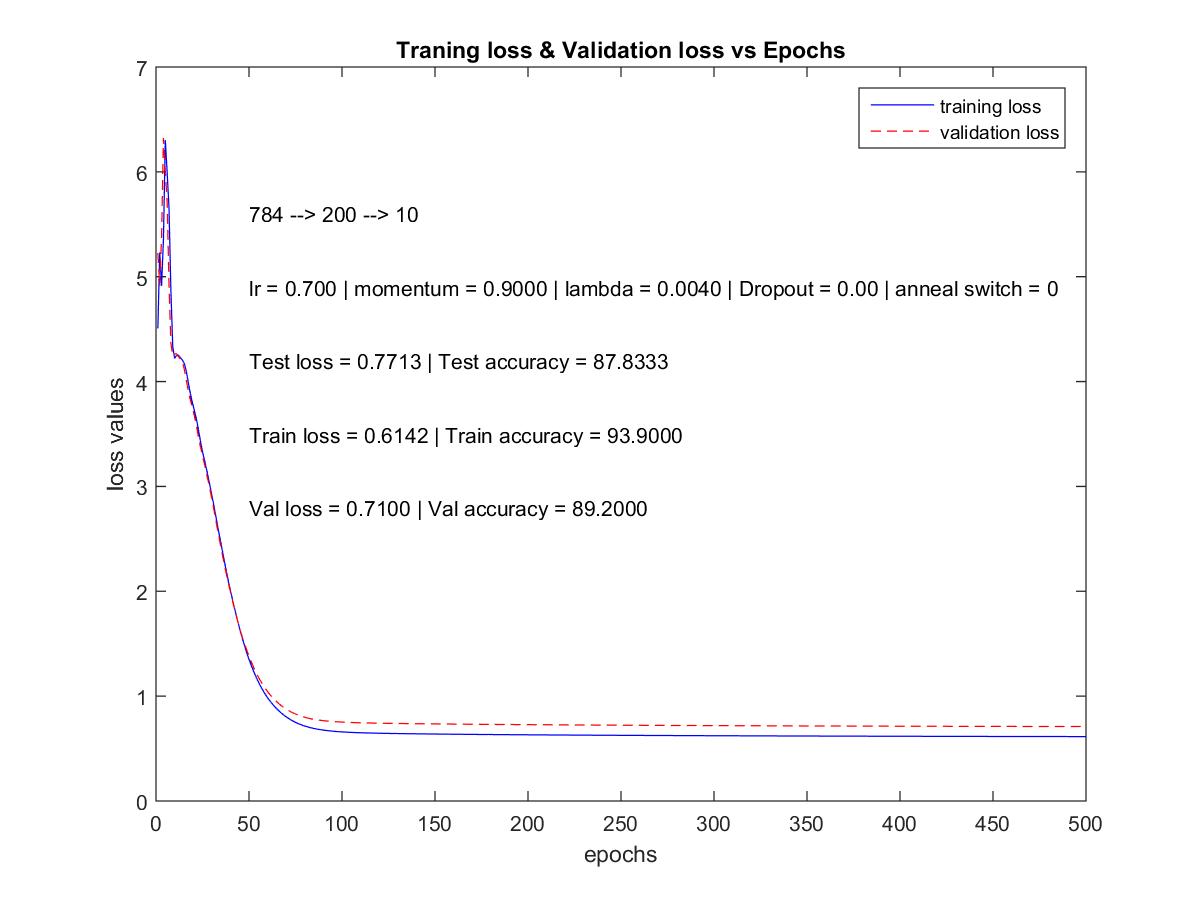 Traning loss & Validation loss vs Epochs
7
training loss
validation loss
6
784 --> 200 --> 10
5
lr = 0.700 | momentum = 0.9000 | lambda = 0.0040 | Dropout = 0.00 | anneal switch = 0
Test loss = 0.7713 | Test accuracy = 87.8333
4
loss values
Train loss = 0.6142 | Train accuracy = 93.9000
3
Val loss = 0.7100 | Val accuracy = 89.2000
2
1
0
0 50 100 150 200 250 300 350 400 450 500
epochs